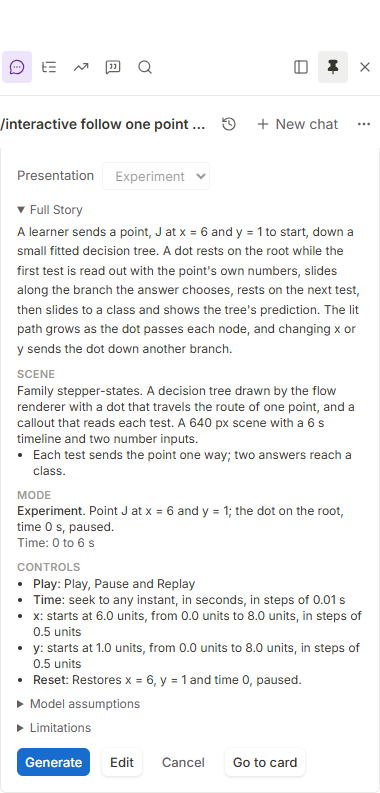 /interactive follow one point ...
New chat
Presentation
Experiment
Full Story
A learner sends a point, J at x = 6 and y = 1 to start, down a
small fitted decision tree. A dot rests on the root while the
first test is read out with the point's own numbers, slides
along the branch the answer chooses, rests on the next test,
then slides to a class and shows the tree's prediction. The lit
path grows as the dot passes each node, and changing x or
y sends the dot down another branch.
SCENE
Family stepper-states. A decision tree drawn by the flow
renderer with a dot that travels the route of one point, and a
callout that reads each test. A 640 px scene with a 6 s
timeline and two number inputs.
• Each test sends the point one way; two answers reach a
class.
MODE
Experiment. Point J at x = 6 and y = 1; the dot on the root,
time 0 s, paused.
Time: 0 to 6 s
CONTROLS
• Play: Play, Pause and Replay
• Time: seek to any instant, in seconds, in steps of 0.01 s
• x: starts at 6.0 units, from 0.0 to 8.0 units, in steps of
0.5 units
• y: starts at 1.0 units, from 0.0 to 8.0 units, in steps of
0.5 units
• Reset: Restores x = 6, y = 1 and time 0, paused.
Model assumptions
Limitations
Generate
Edit
Cancel
Go to card